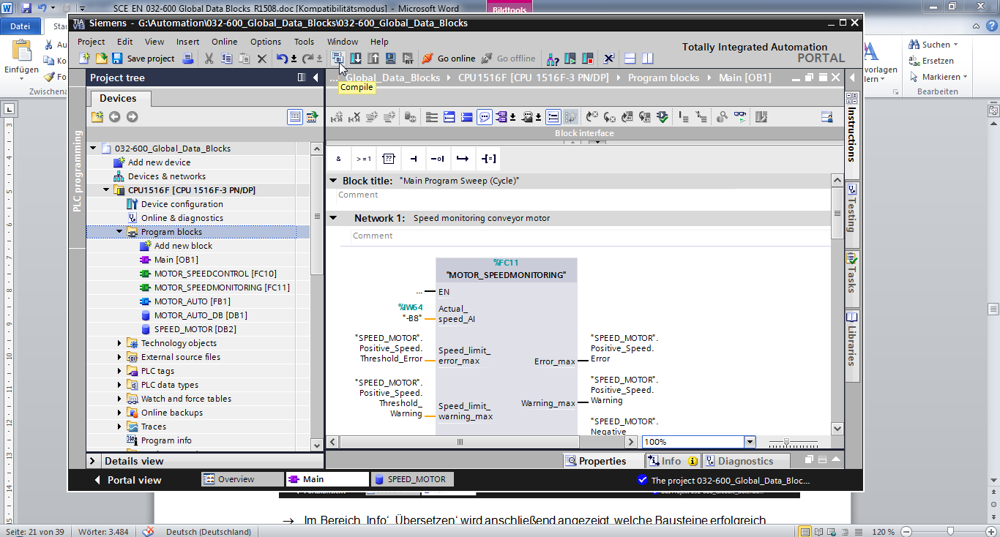 SCE_EN_032-600 Global Data Blocks_R1508.doc [Kompatibilitätsmodus] - Microsoft Word
Bildtools
Datei
Star
Einfügen
Au
Ko
Fo
Zwischena
Siemens - G:\Automation\032-600_Global_Data_Blocks\032-600_Global_Data_Blocks
TIA
V13
Project Edit View Insert Online Options Tools Window Help
Totally Integrated Automation
PORTAL
Save project
Go online
Go offline
Compile
vorlagen
dern
Suchen
Ersetzen
Markieren
Bearbeiten
Project tree
... _Global_Data_Blocks CPU1516F [CPU 1516F-3 PN/DP] Program blocks Main [OB1]
Devices
PLC programming
032-600_Global_Data_Blocks
Add new device
Devices & networks
CPU1516F [CPU 1516F-3 PN/DP]
Device configuration
Online & diagnostics
Program blocks
Add new block
Main [OB1]
MOTOR_SPEEDCONTROL [FC10]
MOTOR_SPEEDMONITORING [FC11]
MOTOR_AUTO [FB1]
MOTOR_AUTO_DB [DB1]
SPEED_MOTOR [DB2]
Technology objects
External source files
PLC tags
PLC data types
Watch and force tables
Online backups
Traces
Program info
Details view
Block interface
& >=1 ??
Block title: "Main Program Sweep (Cycle)"
Comment
Network 1: Speed monitoring conveyor motor
Comment
%FC11
"MOTOR_SPEEDMONITORING"
... EN
%IW64
"-B8"
Actual_
speed_AI
"SPEED_MOTOR".
Positive_Speed.
Threshold_Error
Speed_limit_
error_max
Error_max
"SPEED_MOTOR".
Positive_Speed.
Error
"SPEED_MOTOR".
Positive_Speed.
Threshold_
Warning
Speed_limit_
warning_max
Warning_max
"SPEED_MOTOR".
Positive_Speed.
Warning
"SPEED_MOTOR".
Negative
100%
Instructions
Testing
Tasks
Libraries
Properties Info Diagnostics
Portal view
Overview
Main
SPEED_MOTOR
The project 032-600_Global_Data_Bloc...
→ Im Bereich ‚Info‘ ‚Übersetzen‘ wird anschließend angezeigt, welche Bausteine erfolgreich
Seite: 21 von 39 Wörter: 3.484 Deutsch (Deutschland) 120 %